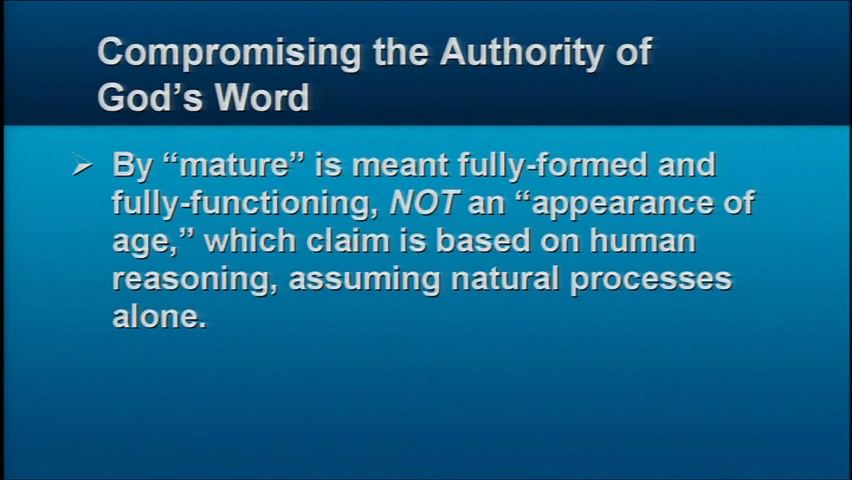 Compromising the Authority of
God's Word
By “mature” is meant fully-formed and
fully-functioning, NOT an “appearance of
age,” which claim is based on human
reasoning, assuming natural processes
alone.